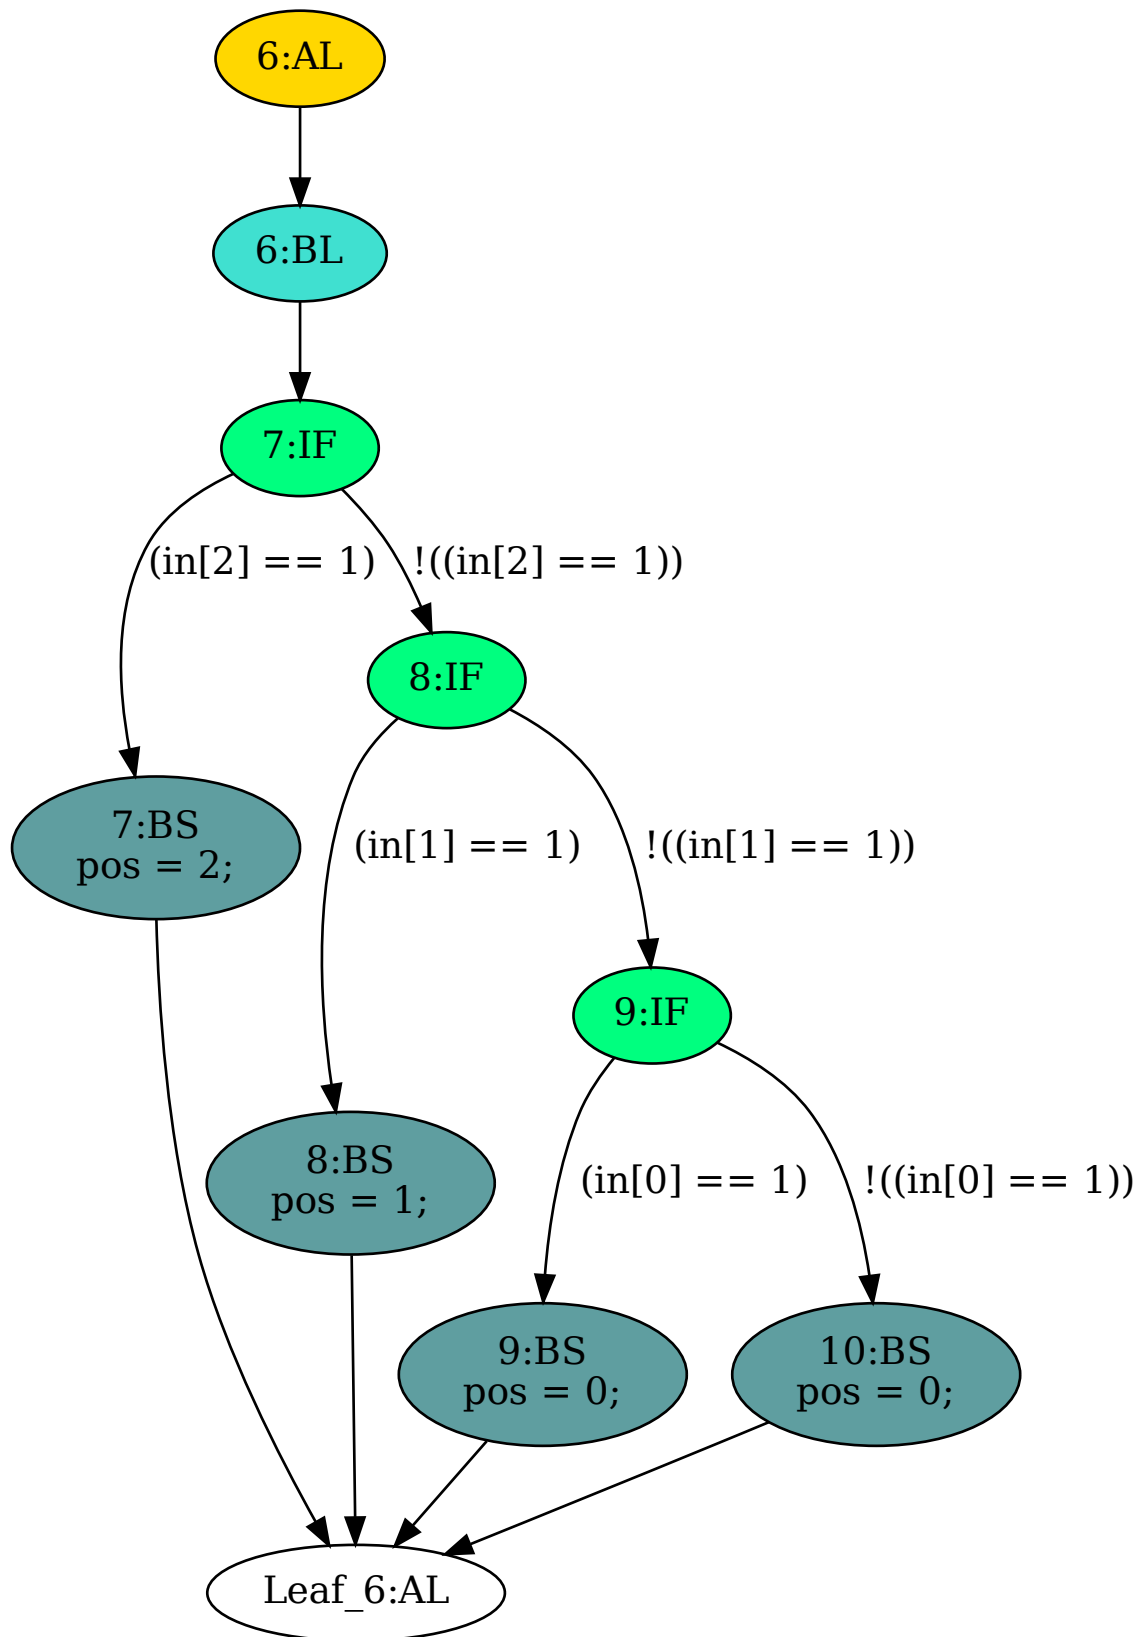 6:AL
6:BL
7:IF
(in[2] == 1)
!((in[2] == 1))
8:IF
7:BS
pos = 2;
(in[1] == 1)
!((in[1] == 1))
9:IF
8:BS
pos = 1;
(in[0] == 1)
!((in[0] == 1))
9:BS
pos = 0;
10:BS
pos = 0;
Leaf_6:AL